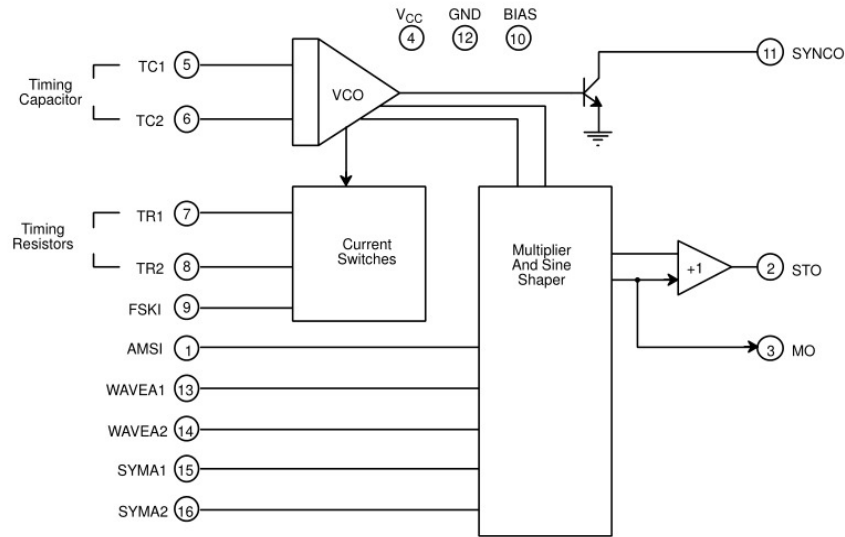 VCC GND BIAS
4 12 10
TC1 5
Timing
Capacitor
TC2 6
VCO
11 SYNCO
TR1 7
Timing
Resistors
TR2 8
FSKI 9
Current
Switches
Multiplier
And Sine
Shaper
+1
2 STO
3 MO
AMSI 1
WAVEA1 13
WAVEA2 14
SYMA1 15
SYMA2 16